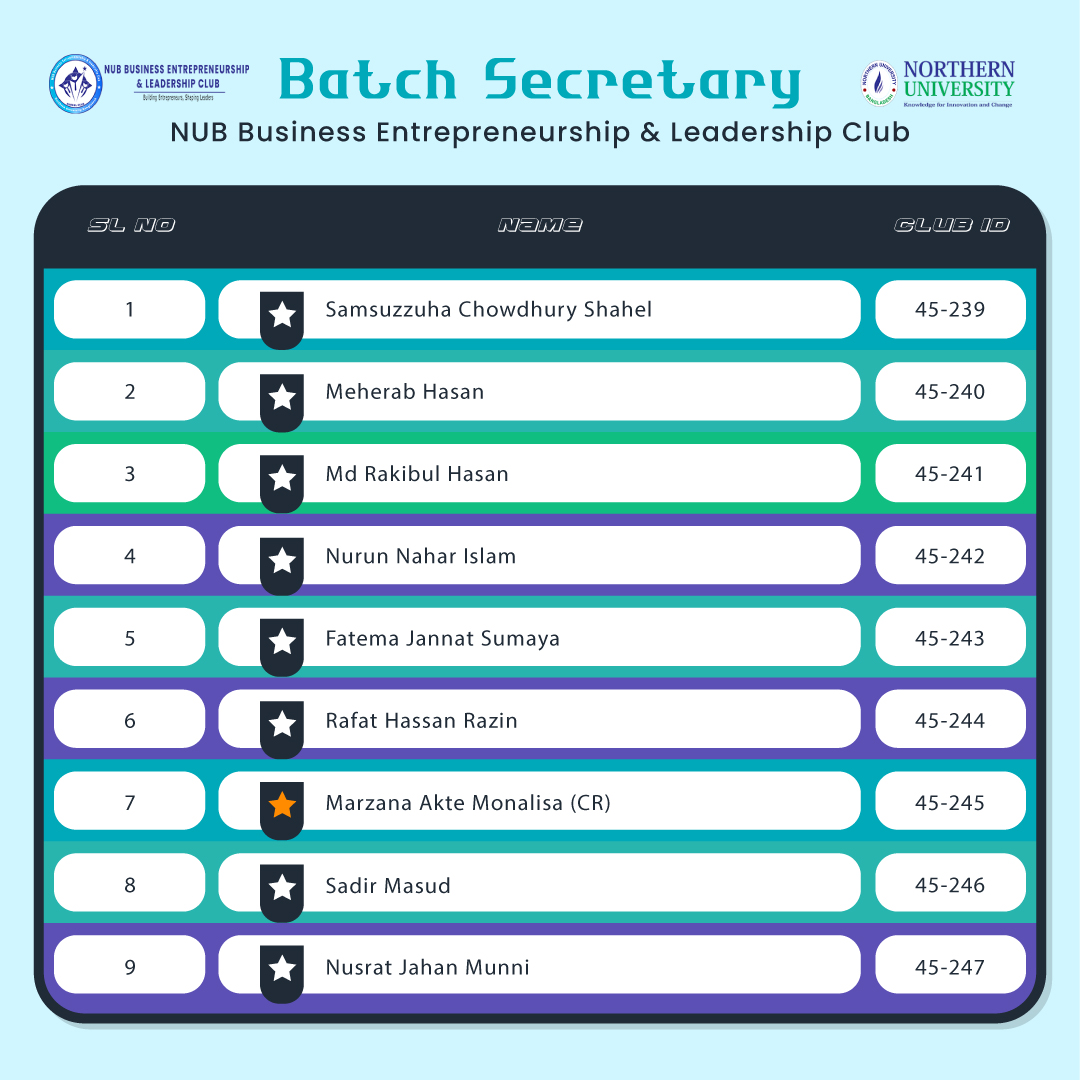 NUB BUSINESS ENTREPRENEURSHIP
& LEADERSHIP CLUB
Building Entrepreneurs, Shaping Leaders
Batch Secretary
NORTHERN UNIVERSITY
BANGLADESH
NORTHERN
UNIVERSITY
Knowledge for Innovation and Change
NUB Business Entrepreneurship & Leadership Club
SL NO NAME CLUB ID
1 Samsuzzuha Chowdhury Shahel 45-239
2 Meherab Hasan 45-240
3 Md Rakibul Hasan 45-241
4 Nurun Nahar Islam 45-242
5 Fatema Jannat Sumaya 45-243
6 Rafat Hassan Razin 45-244
7 Marzana Akte Monalisa (CR) 45-245
8 Sadir Masud 45-246
9 Nusrat Jahan Munni 45-247